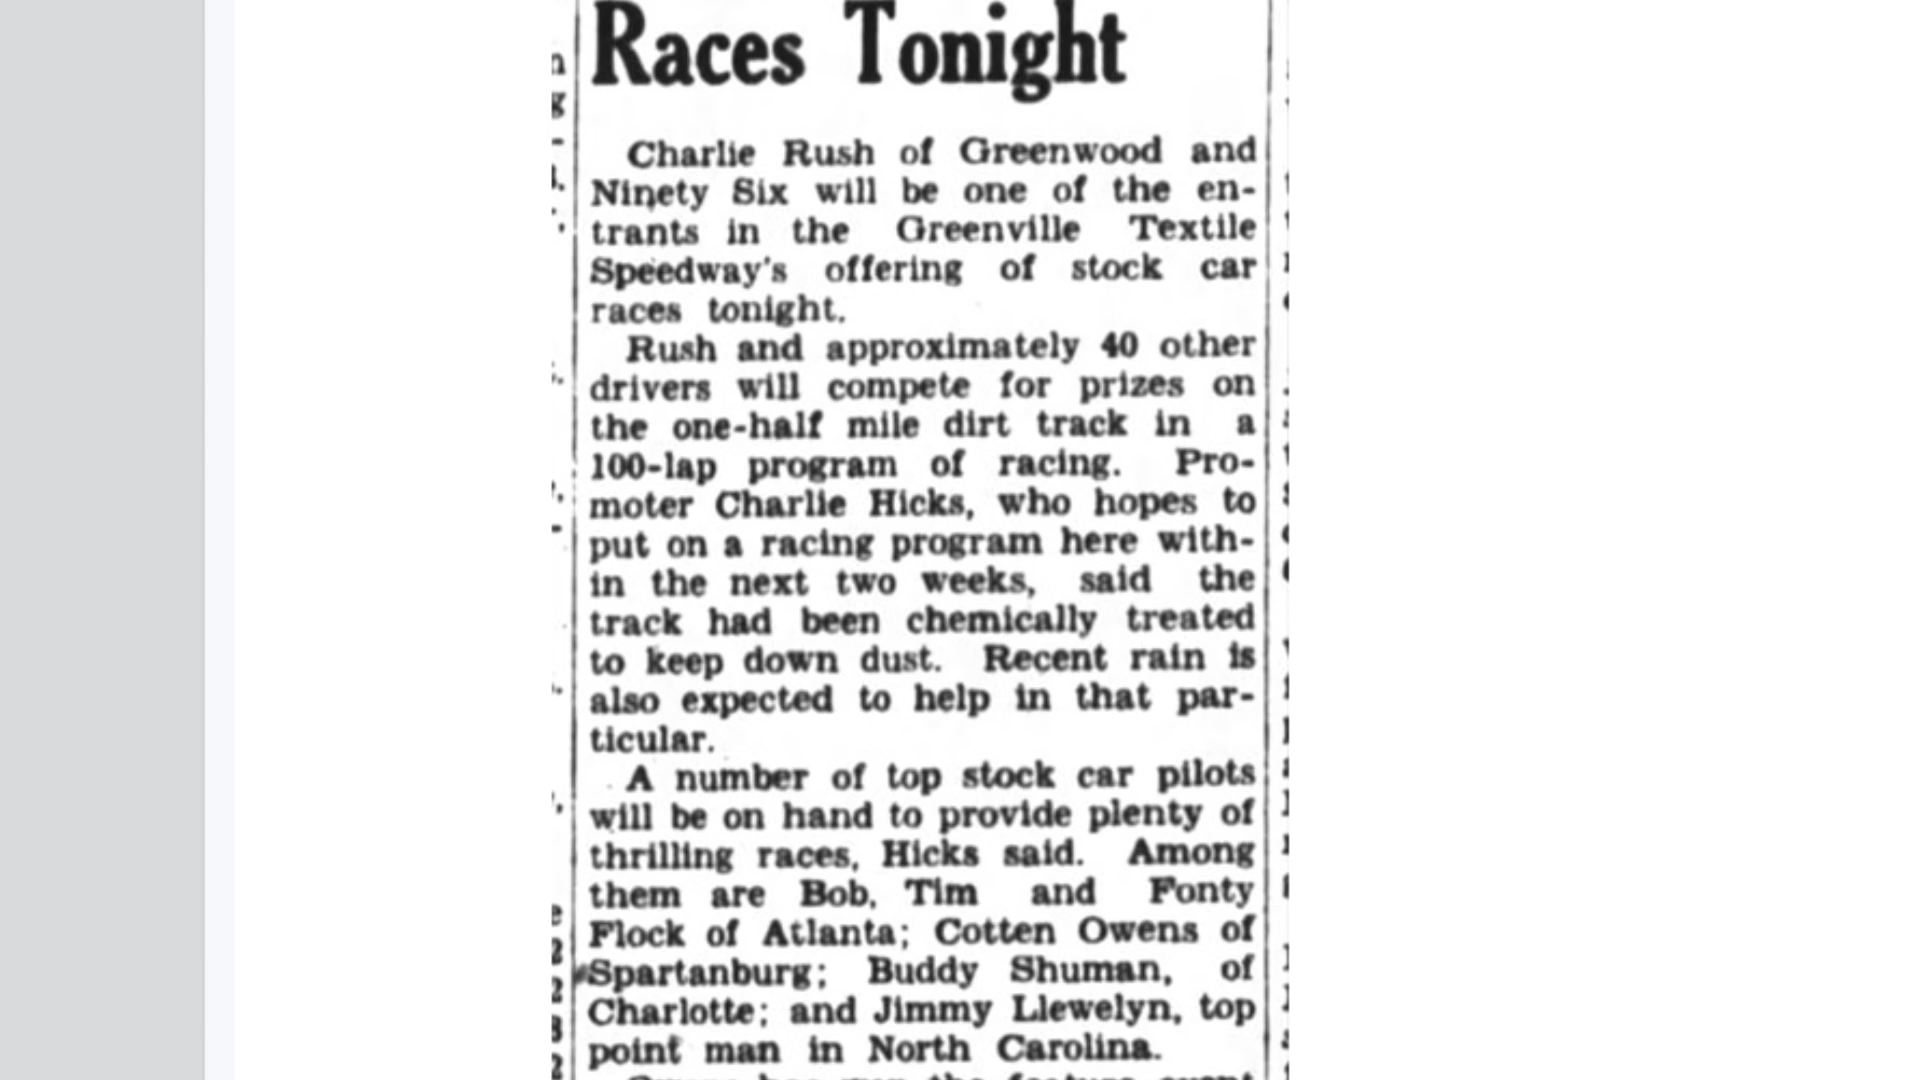 Races Tonight
Charlie Rush of Greenwood and
Ninety Six will be one of the en-
trants in the Greenville Textile
Speedway's offering of stock car
races tonight.
Rush and approximately 40 other
drivers will compete for prizes on
the one-half mile dirt track in a
100-lap program of racing. Pro-
moter Charlie Hicks, who hopes to
put on a racing program here with-
in the next two weeks, said the
track had been chemically treated
to keep down dust. Recent rain is
also expected to help in that par-
ticular.
A number of top stock car pilots
will be on hand to provide plenty of
thrilling races, Hicks said. Among
them are Bob, Tim and Fonty
Flock of Atlanta; Cotten Owens of
Spartanburg; Buddy Shuman, of
Charlotte; and Jimmy Llewelyn, top
point man in North Carolina.